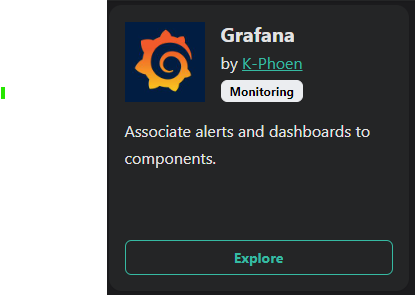 Grafana
by K-Phoen
Monitoring
Associate alerts and dashboards to
components.
Explore